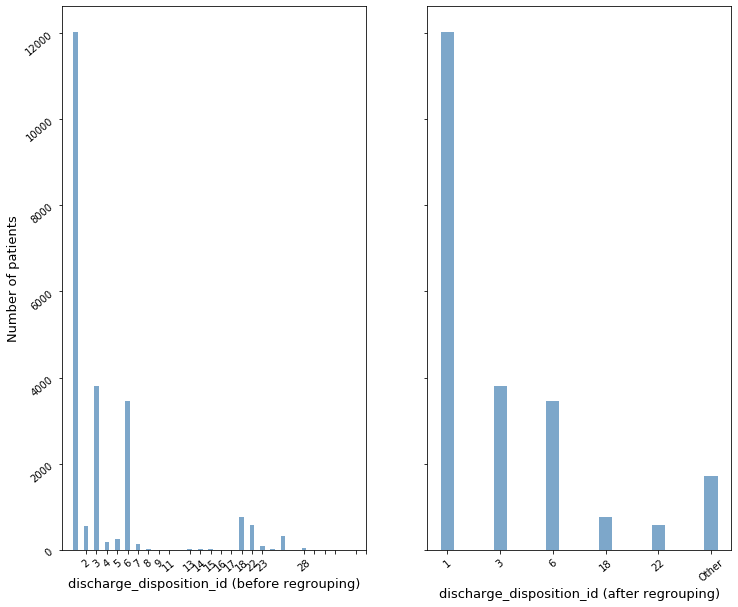 12000
10000
8000
6000
4000
2000
0
Number of patients
2 3 4 5 6 7 8 9 11 13 14 15 16 17 18 22 23 28
discharge_disposition_id (before regrouping)
1 3 6 18 22 Other
discharge_disposition_id (after regrouping)